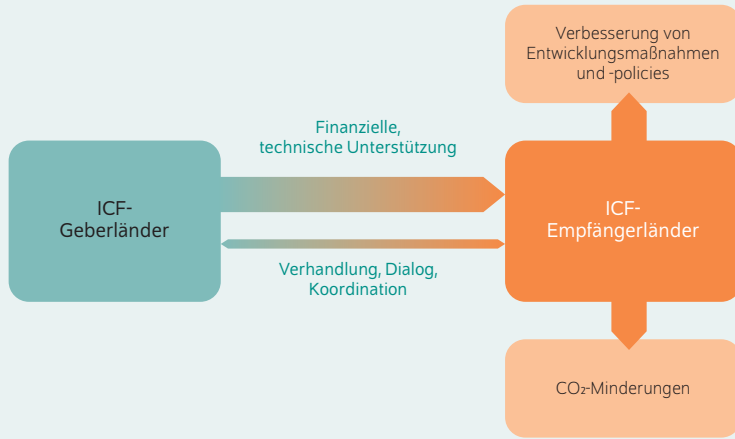 Verbesserung von
Entwicklungsmaßnahmen
und -policies
Finanzielle,
technische Unterstützung
ICF-
Geberländer
ICF-
Empfängerländer
Verhandlung, Dialog,
Koordination
CO₂-Minderungen